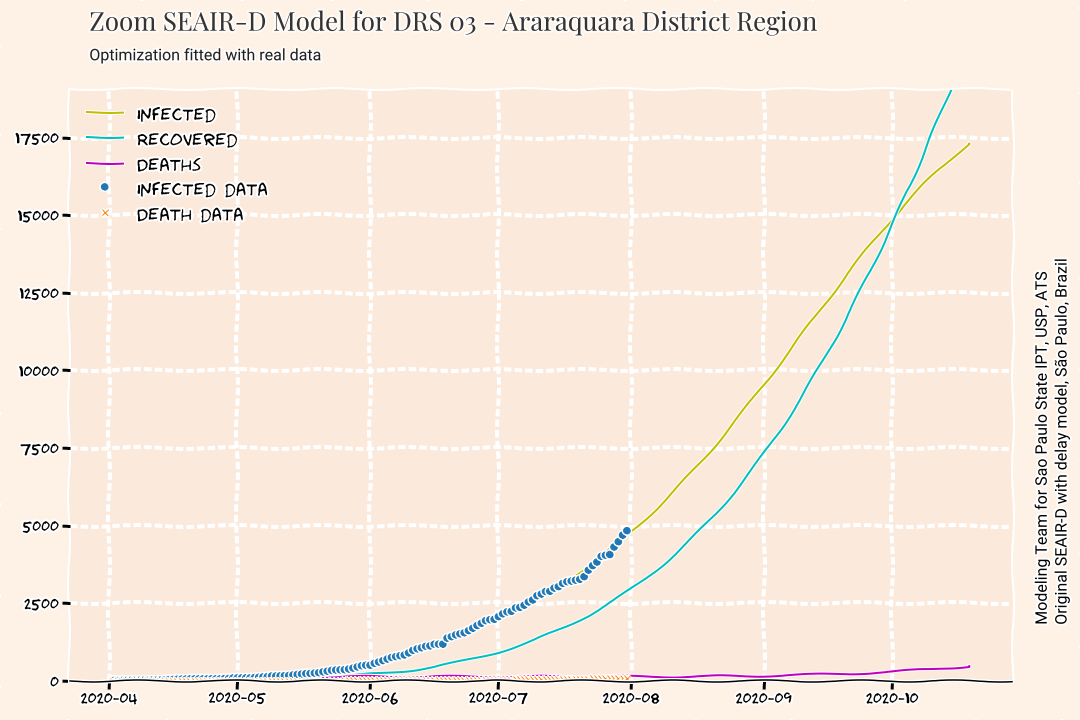 Zoom SEAIR-D Model for DRS 03 - Araraquara District Region
Optimization fitted with real data
INFECTED
RECOVERED
DEATHS
INFECTED DATA
DEATH DATA
17500
15000
12500
10000
7500
5000
2500
0
2020-04 2020-05 2020-06 2020-07 2020-08 2020-09 2020-10
Modeling Team for Sao Paulo State IPT, USP, ATS
Original SEAIR-D with delay model, São Paulo, Brazil